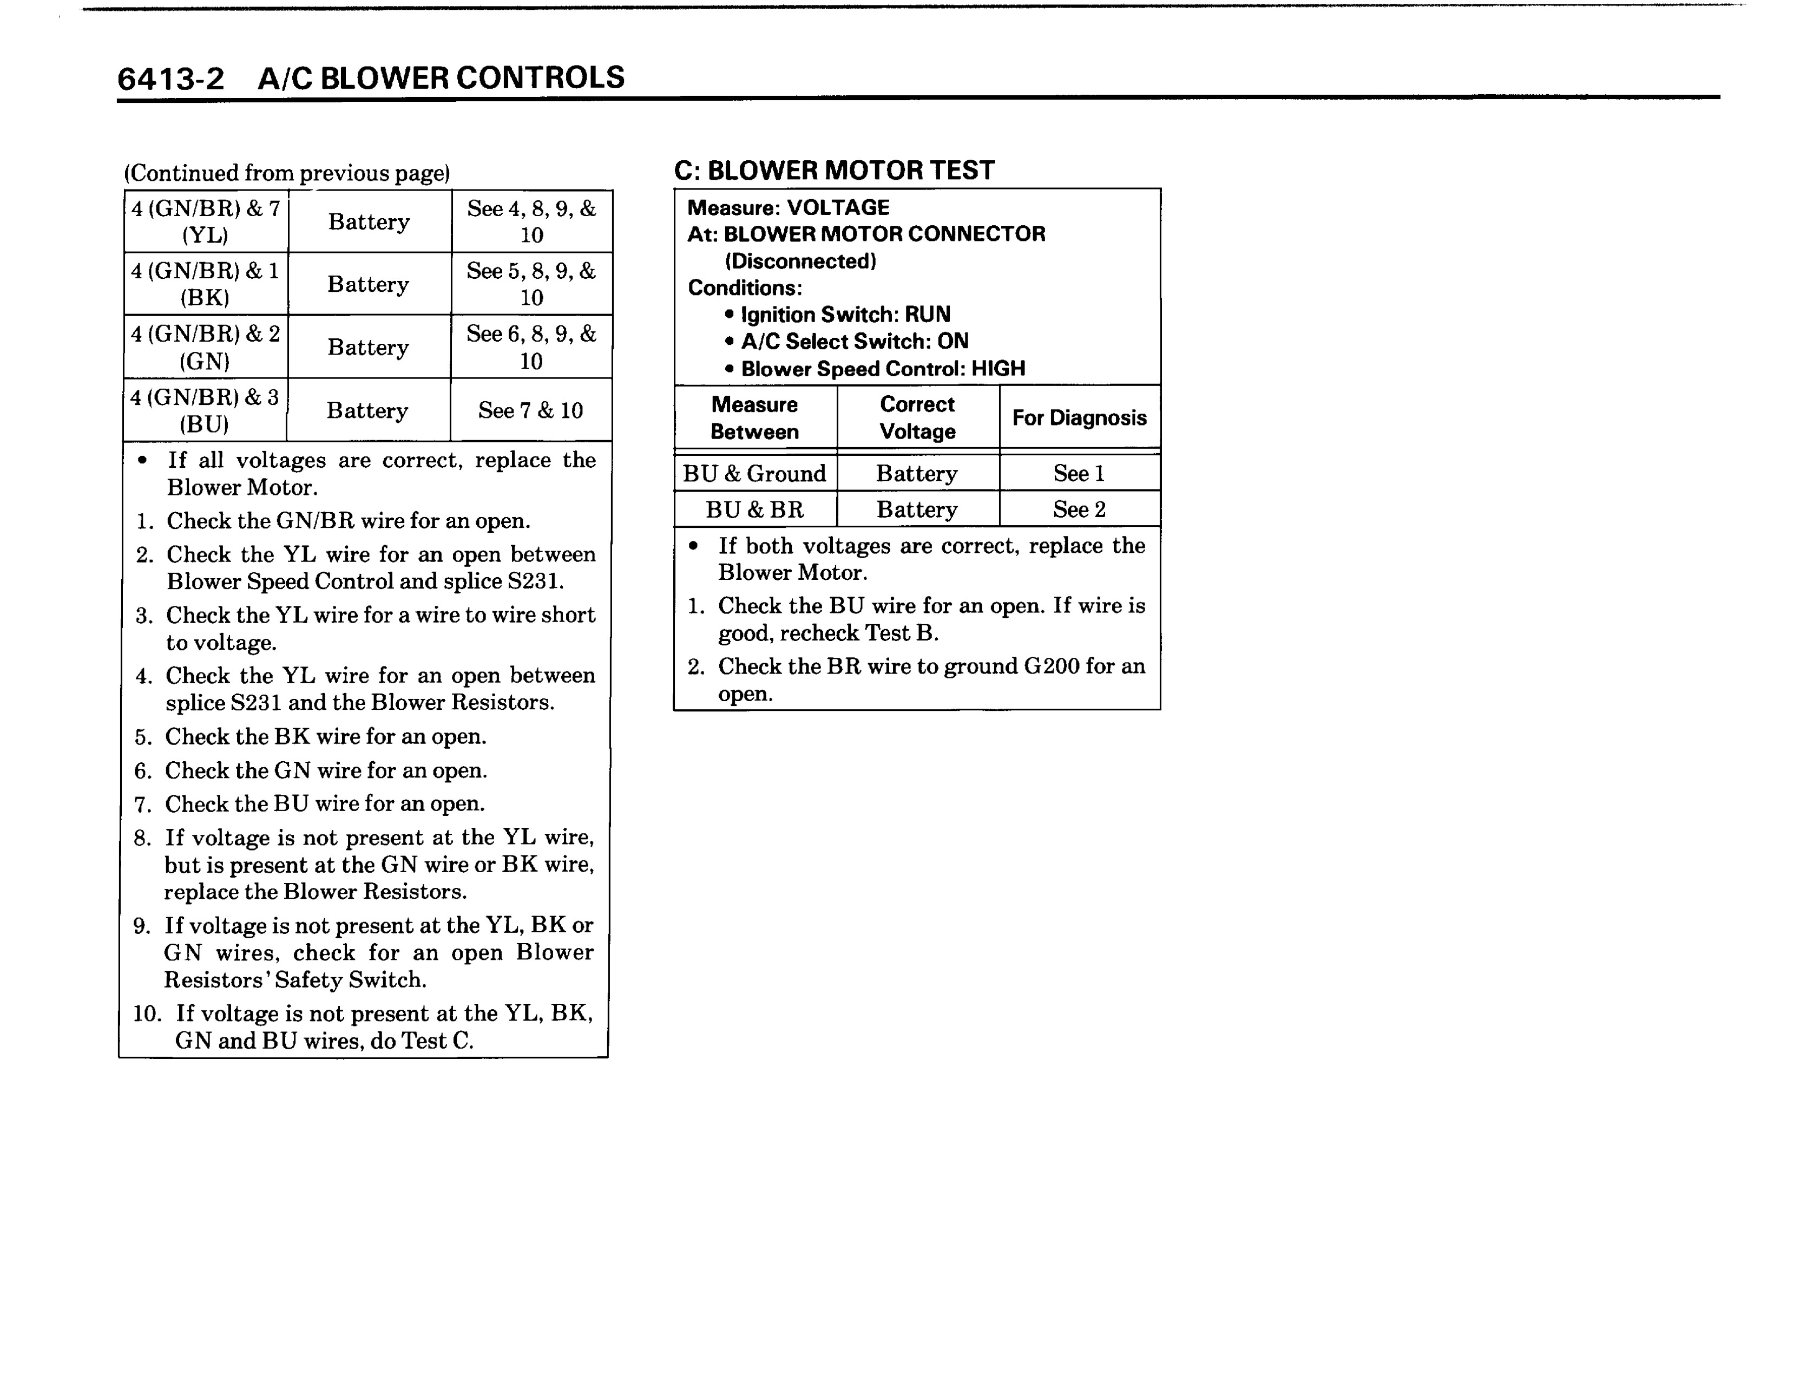 6413-2 A/C BLOWER CONTROLS
(Continued from previous page)
4 (GN/BR) & 7
(YL)
Battery
See 4, 8, 9, &
10
4 (GN/BR) & 1
(BK)
Battery
See 5, 8, 9, &
10
4 (GN/BR) & 2
(GN)
Battery
See 6, 8, 9, &
10
4 (GN/BR) & 3
(BU)
Battery
See 7 & 10
• If all voltages are correct, replace the
Blower Motor.
1. Check the GN/BR wire for an open.
2. Check the YL wire for an open between
Blower Speed Control and splice S231.
3. Check the YL wire for a wire to wire short
to voltage.
4. Check the YL wire for an open between
splice S231 and the Blower Resistors.
5. Check the BK wire for an open.
6. Check the GN wire for an open.
7. Check the BU wire for an open.
8. If voltage is not present at the YL wire,
but is present at the GN wire or BK wire,
replace the Blower Resistors.
9. If voltage is not present at the YL, BK or
GN wires, check for an open Blower
Resistors' Safety Switch.
10. If voltage is not present at the YL, BK,
GN and BU wires, do Test C.
C: BLOWER MOTOR TEST
Measure: VOLTAGE
At: BLOWER MOTOR CONNECTOR
(Disconnected)
Conditions:
• Ignition Switch: RUN
• A/C Select Switch: ON
• Blower Speed Control: HIGH
Measure
Between
Correct
Voltage
For Diagnosis
BU & Ground
Battery
See 1
BU & BR
Battery
See 2
• If both voltages are correct, replace the
Blower Motor.
1. Check the BU wire for an open. If wire is
good, recheck Test B.
2. Check the BR wire to ground G200 for an
open.